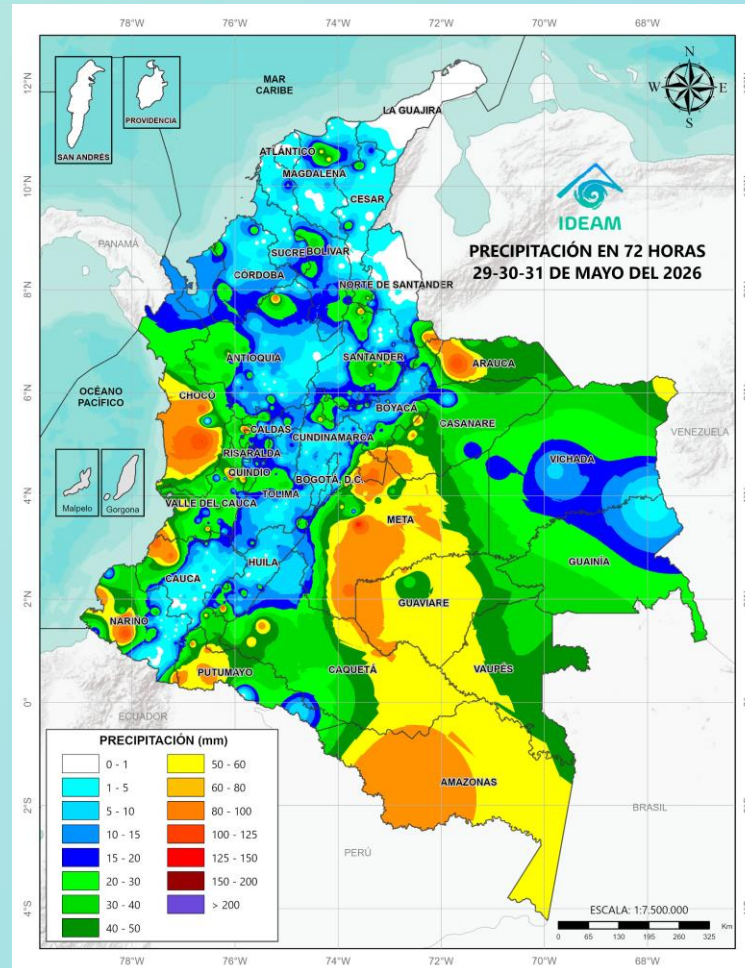 78°W 76°W 74°W 72°W 70°W 68°W
12°N
10°N
8°N
6°N
4°N
2°N
0°
2°S
4°S
N
W E
S
SAN ANDRÉS
PROVIDENCIA
MAR
CARIBE
LA GUAJIRA
ATLÁNTICO
MAGDALENA
CESAR
IDEAM
PRECIPITACIÓN EN 72 HORAS
29-30-31 DE MAYO DEL 2026
PANAMÁ
SUCRE
BOLÍVAR
CÓRDOBA
NORTE DE SANTANDER
ANTIOQUIA
SANTANDER
ARAUCA
OCÉANO
PACÍFICO
CHOCÓ
BOYACÁ
CASANARE
VENEZUELA
CALDAS
CUNDINAMARCA
RISARALDA
VICHADA
QUINDÍO
BOGOTÁ, D.C.
Malpelo
Gorgona
TOLIMA
VALLE DEL CAUCA
META
HUILA
GUAINÍA
CAUCA
GUAVIARE
NARIÑO
PUTUMAYO
CAQUETÁ
VAUPÉS
ECUADOR
AMAZONAS
BRASIL
PERÚ
PRECIPITACIÓN (mm)
0 - 1
1 - 5
5 - 10
10 - 15
15 - 20
20 - 30
30 - 40
40 - 50
50 - 60
60 - 80
80 - 100
100 - 125
125 - 150
150 - 200
> 200
ESCALA: 1:7.500.000
0 65 130 195 260 325 Km
78°W 76°W 74°W 72°W 70°W 68°W